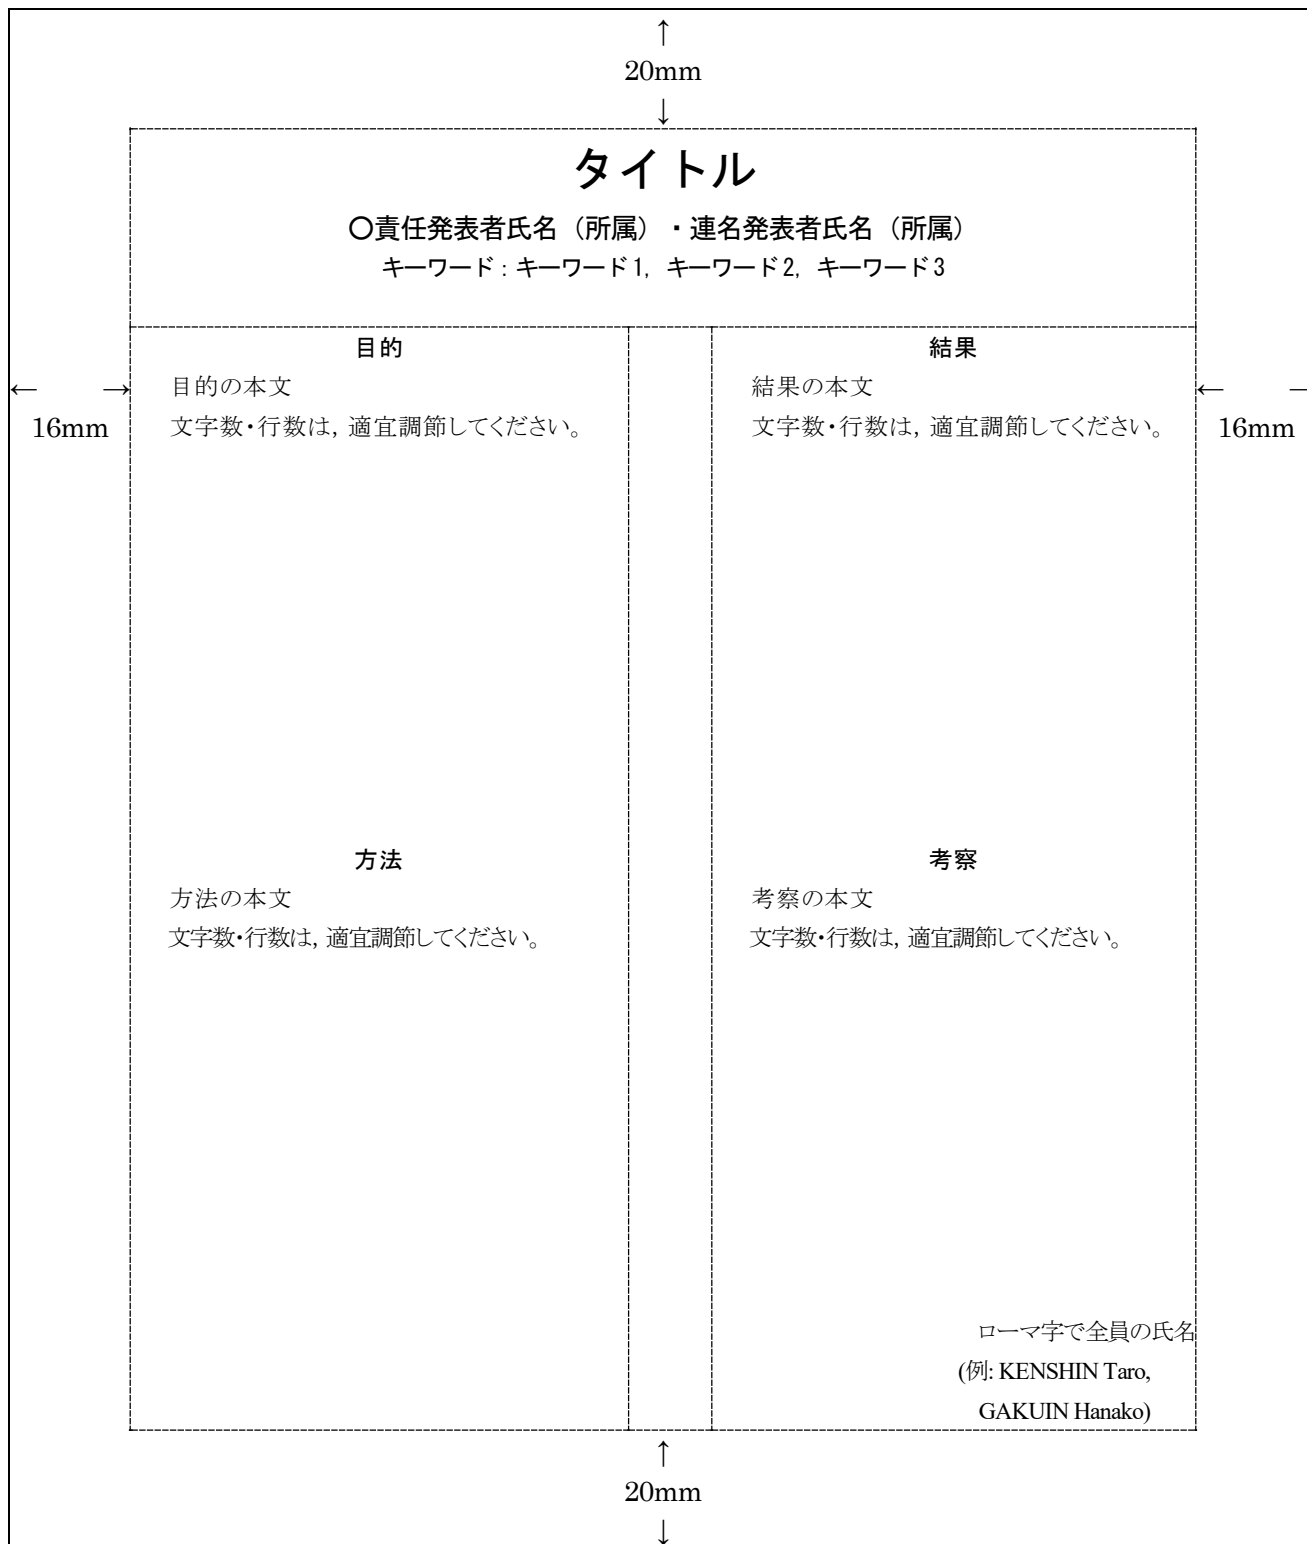 ↑
20mm
↓
タイトル
〇責任発表者氏名（所属）・連名発表者氏名（所属）
キーワード：キーワード1, キーワード2, キーワード3
← →
16mm
目的
目的の本文
文字数・行数は, 適宜調節してください。
方法
方法の本文
文字数・行数は, 適宜調節してください。
結果
結果の本文
文字数・行数は, 適宜調節してください。
考察
考察の本文
文字数・行数は, 適宜調節してください。
ローマ字で全員の氏名
(例: KENSHIN Taro,
GAKUIN Hanako)
← →
16mm
↑
20mm
↓